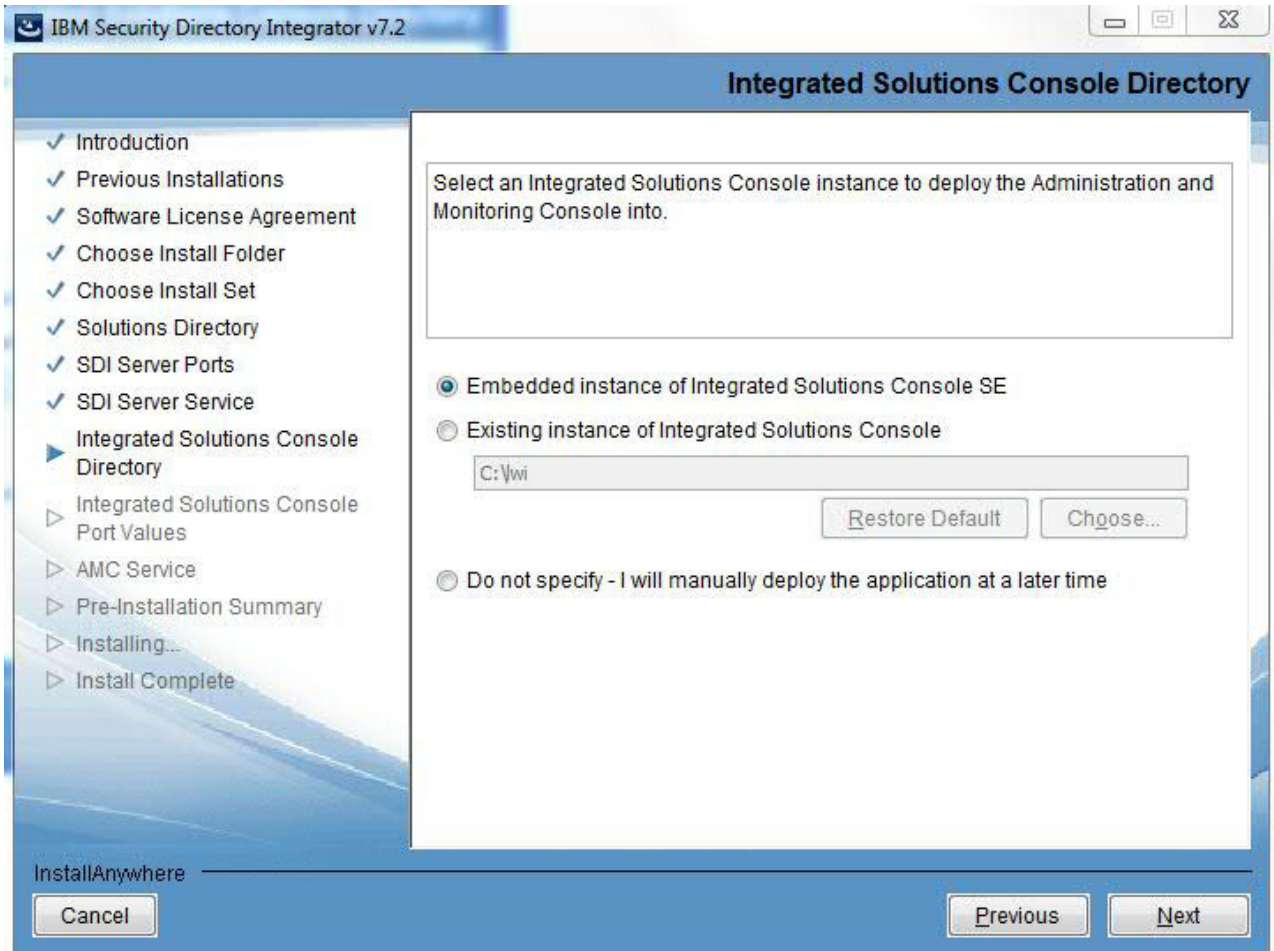 IBM Security Directory Integrator v7.2
Integrated Solutions Console Directory
Introduction
Previous Installations
Software License Agreement
Choose Install Folder
Choose Install Set
Solutions Directory
SDI Server Ports
SDI Server Service
Integrated Solutions Console
Directory
Integrated Solutions Console
Port Values
AMC Service
Pre-Installation Summary
Installing...
Install Complete
Select an Integrated Solutions Console instance to deploy the Administration and
Monitoring Console into.
Embedded instance of Integrated Solutions Console SE
Existing instance of Integrated Solutions Console
C:\lwi
Restore Default
Choose...
Do not specify - I will manually deploy the application at a later time
InstallAnywhere
Cancel
Previous
Next